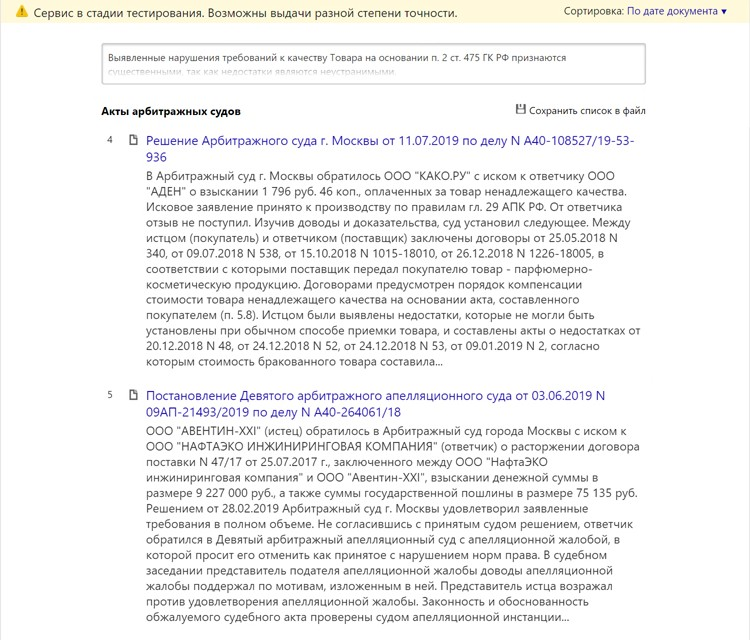 Сервис в стадии тестирования. Возможны выдачи разной степени точности.
Сортировка: По дате документа ▾
Выявленные нарушения требований к качеству Товара на основании п. 2 ст. 475 ГК РФ признаются
существенными, так как недостатки являются неустранимыми.
Акты арбитражных судов
Сохранить список в файл
4
Решение Арбитражного суда г. Москвы от 11.07.2019 по делу N А40-108527/19-53-
936
В Арбитражный суд г. Москвы обратилось ООО "КАКО.РУ" с иском к ответчику ООО
"АДЕН" о взыскании 1 796 руб. 46 коп., оплаченных за товар ненадлежащего качества.
Исковое заявление принято к производству по правилам гл. 29 АПК РФ. От ответчика
отзыв не поступил. Изучив доводы и доказательства, суд установил следующее. Между
истцом (покупатель) и ответчиком (поставщик) заключены договоры от 25.05.2018 N
340, от 09.07.2018 N 538, от 15.10.2018 N 1015-18010, от 26.12.2018 N 1226-18005, в
соответствии с которыми поставщик передал покупателю товар - парфюмерно-
косметическую продукцию. Договорами предусмотрен порядок компенсации
стоимости товара ненадлежащего качества на основании акта, составленного
покупателем (п. 5.8). Истцом были выявлены недостатки, которые не могли быть
установлены при обычном способе приемки товара, и составлены акты о недостатках от
20.12.2018 N 48, от 24.12.2018 N 52, от 24.12.2018 N 53, от 09.01.2019 N 2, согласно
которым стоимость бракованного товара составила...
5
Постановление Девятого арбитражного апелляционного суда от 03.06.2019 N
09АП-21493/2019 по делу N А40-264061/18
ООО "АВЕНТИН-XXI" (истец) обратилось в Арбитражный суд города Москвы с иском к
ООО "НАФТАЭКО ИНЖИНИРИНГОВАЯ КОМПАНИЯ" (ответчик) о расторжении договора
поставки N 47/17 от 25.07.2017 г., заключенного между ООО "НафтаЭКО
инжиниринговая компания" и ООО "Авентин-XXI", взыскании денежной суммы в
размере 9 227 000 руб., а также суммы государственной пошлины в размере 75 135 руб.
Решением от 28.02.2019 Арбитражный суд г. Москвы удовлетворил заявленные
требования в полном объеме. Не согласившись с принятым судом решением, ответчик
обратился в Девятый арбитражный апелляционный суд с апелляционной жалобой, в
которой просит его отменить как принятое с нарушением норм права. В судебном
заседании представитель подателя апелляционной жалобы доводы апелляционной
жалобы поддержал по мотивам, изложенным в ней. Представитель истца возражал
против удовлетворения апелляционной жалобы. Законность и обоснованность
обжалуемого судебного акта проверены судом апелляционной инстанции...